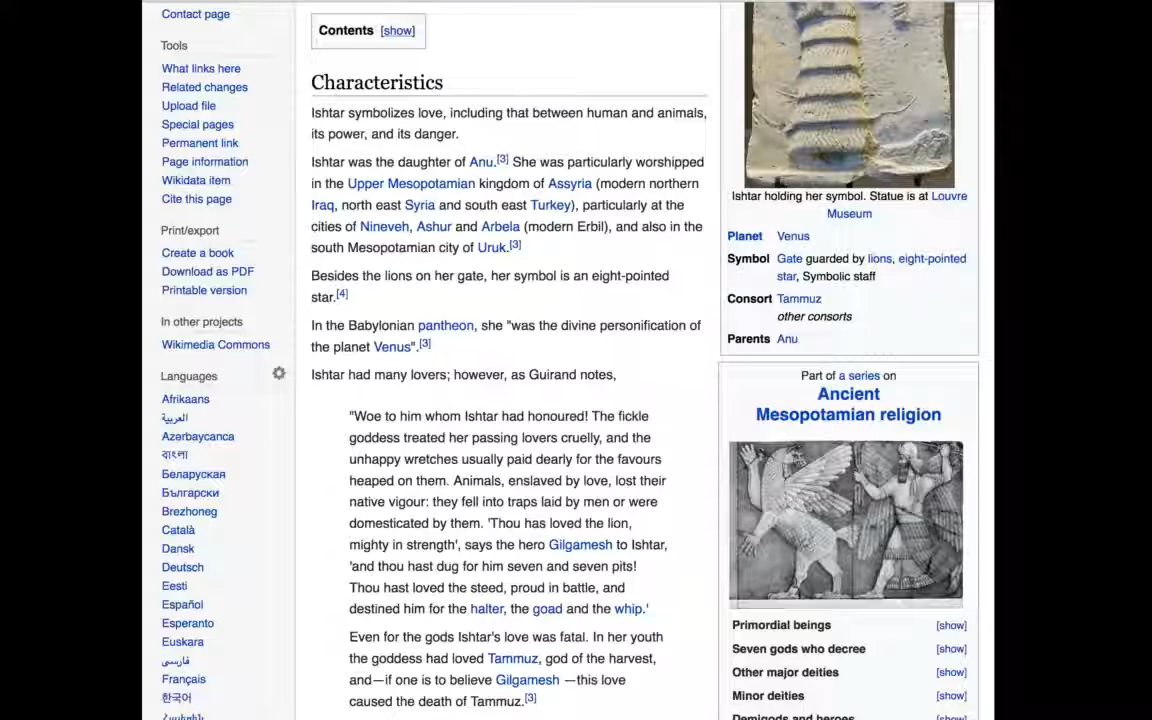 Contact page
Tools
What links here
Related changes
Upload file
Special pages
Permanent link
Page information
Wikidata item
Cite this page
Print/export
Create a book
Download as PDF
Printable version
In other projects
Wikimedia Commons
Languages
Afrikaans
العربية
Azərbaycanca
বাংলা
Беларуская
Български
Brezhoneg
Català
Dansk
Deutsch
Eesti
Español
Esperanto
Euskara
فارسی
Français
한국어
Հայերեն
Contents [show]
Characteristics
Ishtar symbolizes love, including that between human and animals,
its power, and its danger.
Ishtar was the daughter of Anu.[3] She was particularly worshipped
in the Upper Mesopotamian kingdom of Assyria (modern northern
Iraq, north east Syria and south east Turkey), particularly at the
cities of Nineveh, Ashur and Arbela (modern Erbil), and also in the
south Mesopotamian city of Uruk.[3]
Besides the lions on her gate, her symbol is an eight-pointed
star.[4]
In the Babylonian pantheon, she "was the divine personification of
the planet Venus".[3]
Ishtar had many lovers; however, as Guirand notes,
"Woe to him whom Ishtar had honoured! The fickle
goddess treated her passing lovers cruelly, and the
unhappy wretches usually paid dearly for the favours
heaped on them. Animals, enslaved by love, lost their
native vigour: they fell into traps laid by men or were
domesticated by them. 'Thou has loved the lion,
mighty in strength', says the hero Gilgamesh to Ishtar,
'and thou hast dug for him seven and seven pits!
Thou hast loved the steed, proud in battle, and
destined him for the halter, the goad and the whip.'
Even for the gods Ishtar's love was fatal. In her youth
the goddess had loved Tammuz, god of the harvest,
and—if one is to believe Gilgamesh —this love
caused the death of Tammuz.[3]
Ishtar holding her symbol. Statue is at Louvre
Museum
Planet Venus
Symbol Gate guarded by lions, eight-pointed
star, Symbolic staff
Consort Tammuz
other consorts
Parents Anu
Part of a series on
Ancient
Mesopotamian religion
Primordial beings [show]
Seven gods who decree [show]
Other major deities [show]
Minor deities [show]
Demigods and heroes